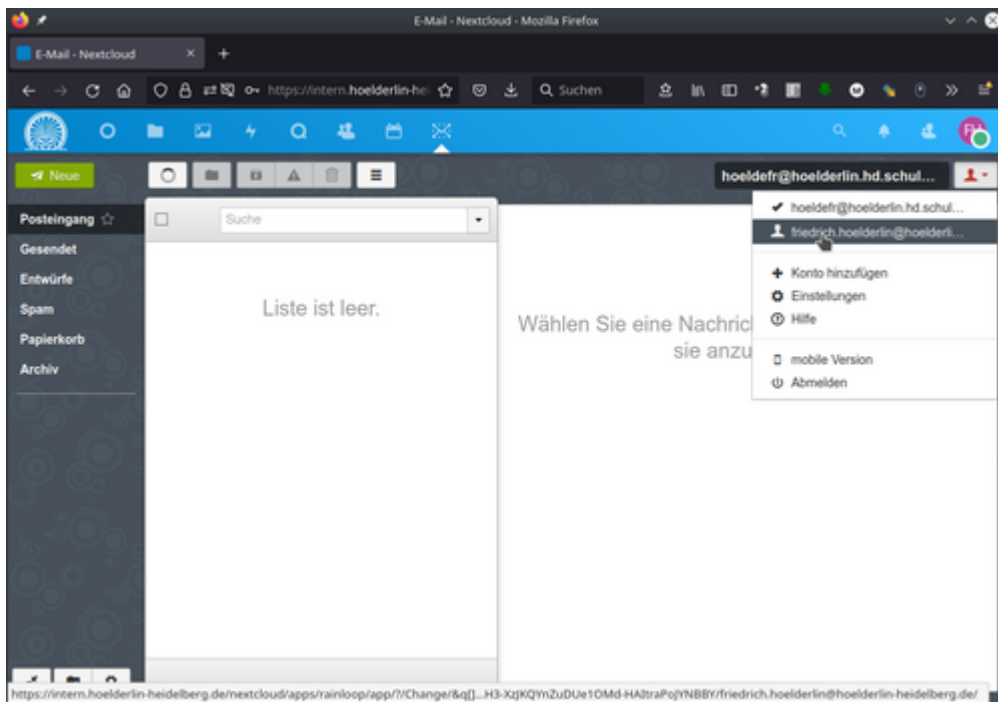 E-Mail - Nextcloud - Mozilla Firefox
E-Mail - Nextcloud
https://intern.hoelderlin-hei
Suchen
FH
Neue
hoeldefr@hoelderlin.hd.schul...
Posteingang
Gesendet
Entwürfe
Spam
Papierkorb
Archiv
Suche
Liste ist leer.
Wählen Sie eine Nachric
sie anzu
hoeldefr@hoelderlin.hd.schul...
friedrich.hoelderlin@hoelderli...
Konto hinzufügen
Einstellungen
Hilfe
mobile Version
Abmelden
https://intern.hoelderlin-heidelberg.de/nextcloud/apps/rainloop/app/?/Change/&q[]...H3-XzJKQYnZuDUe1OMd-HAItraPoJYNBBY/friedrich.hoelderlin@hoelderlin-heidelberg.de/